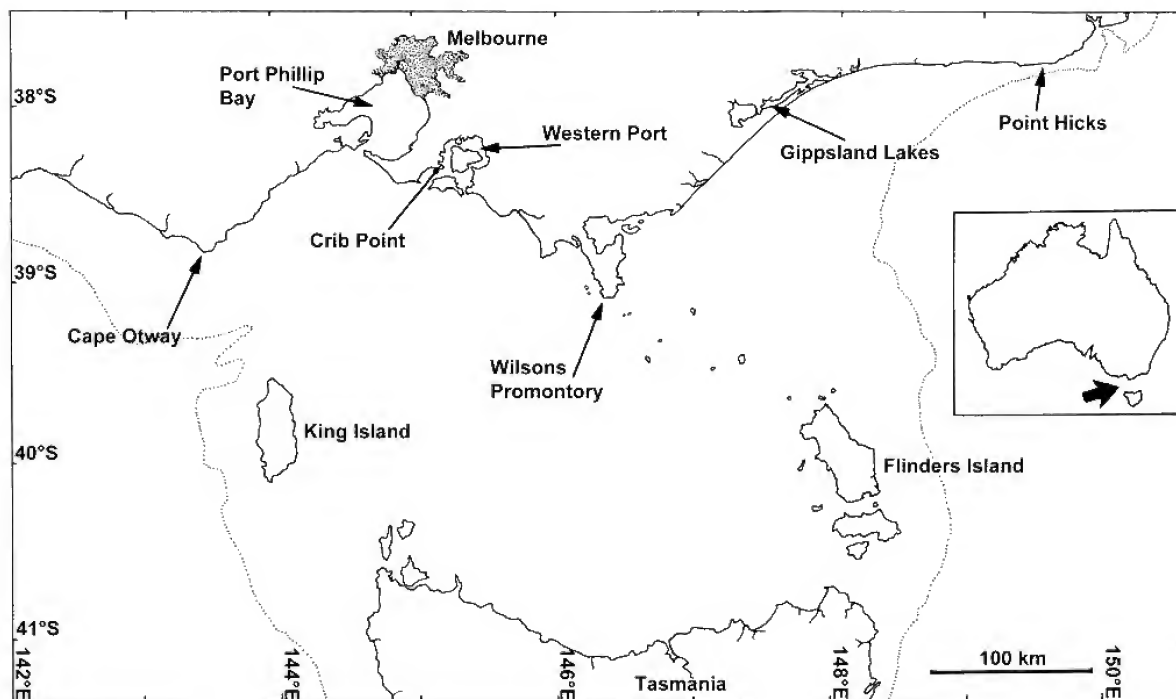 Melbourne
Port Phillip
Bay
38°S
Western Port
Point Hicks
Gippsland Lakes
Crib Point
39°S
Cape Otway
Wilsons
Promontory
King Island
40°S
Flinders Island
41°S
142°E
144°E
146°E
148°E
150°E
100 km
Tasmania